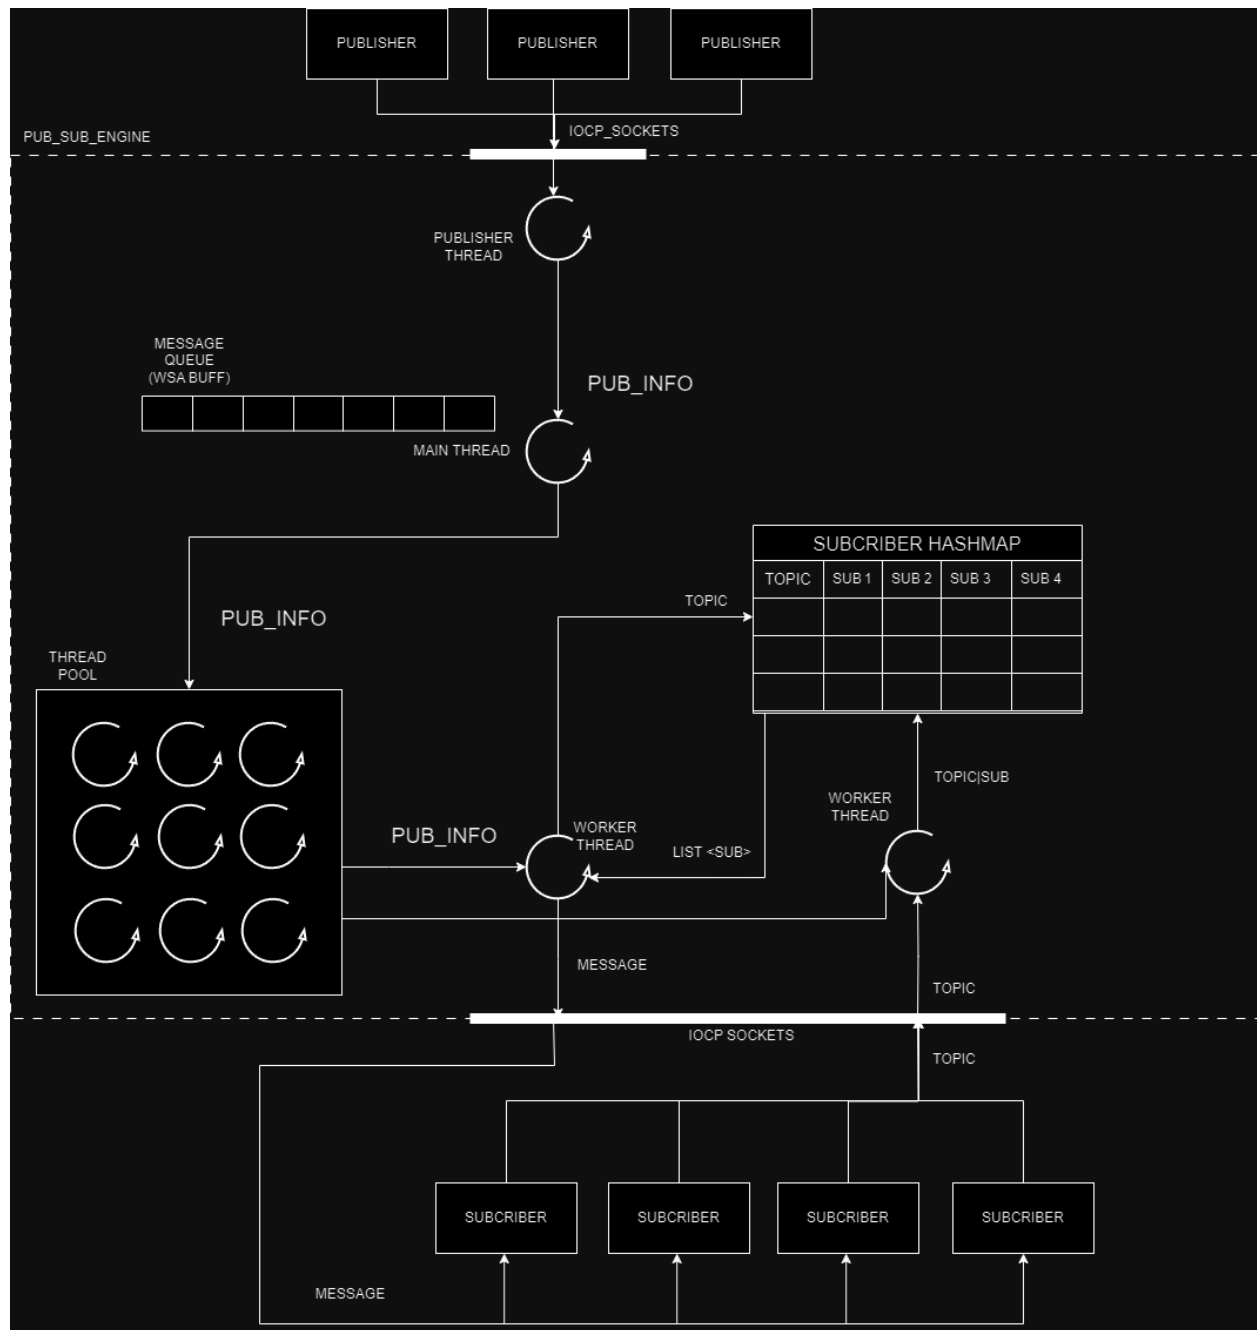 PUBLISHER
PUBLISHER
PUBLISHER
IOCP_SOCKETS
PUB_SUB_ENGINE
PUBLISHER
THREAD
MESSAGE
QUEUE
(WSA BUFF)
PUB_INFO
MAIN THREAD
SUBCRIBER HASHMAP
TOPIC
SUB 1
SUB 2
SUB 3
SUB 4
TOPIC
PUB_INFO
THREAD
POOL
TOPIC|SUB
WORKER
THREAD
PUB_INFO
WORKER
THREAD
LIST <SUB>
MESSAGE
TOPIC
IOCP SOCKETS
TOPIC
SUBCRIBER
SUBCRIBER
SUBCRIBER
SUBCRIBER
MESSAGE